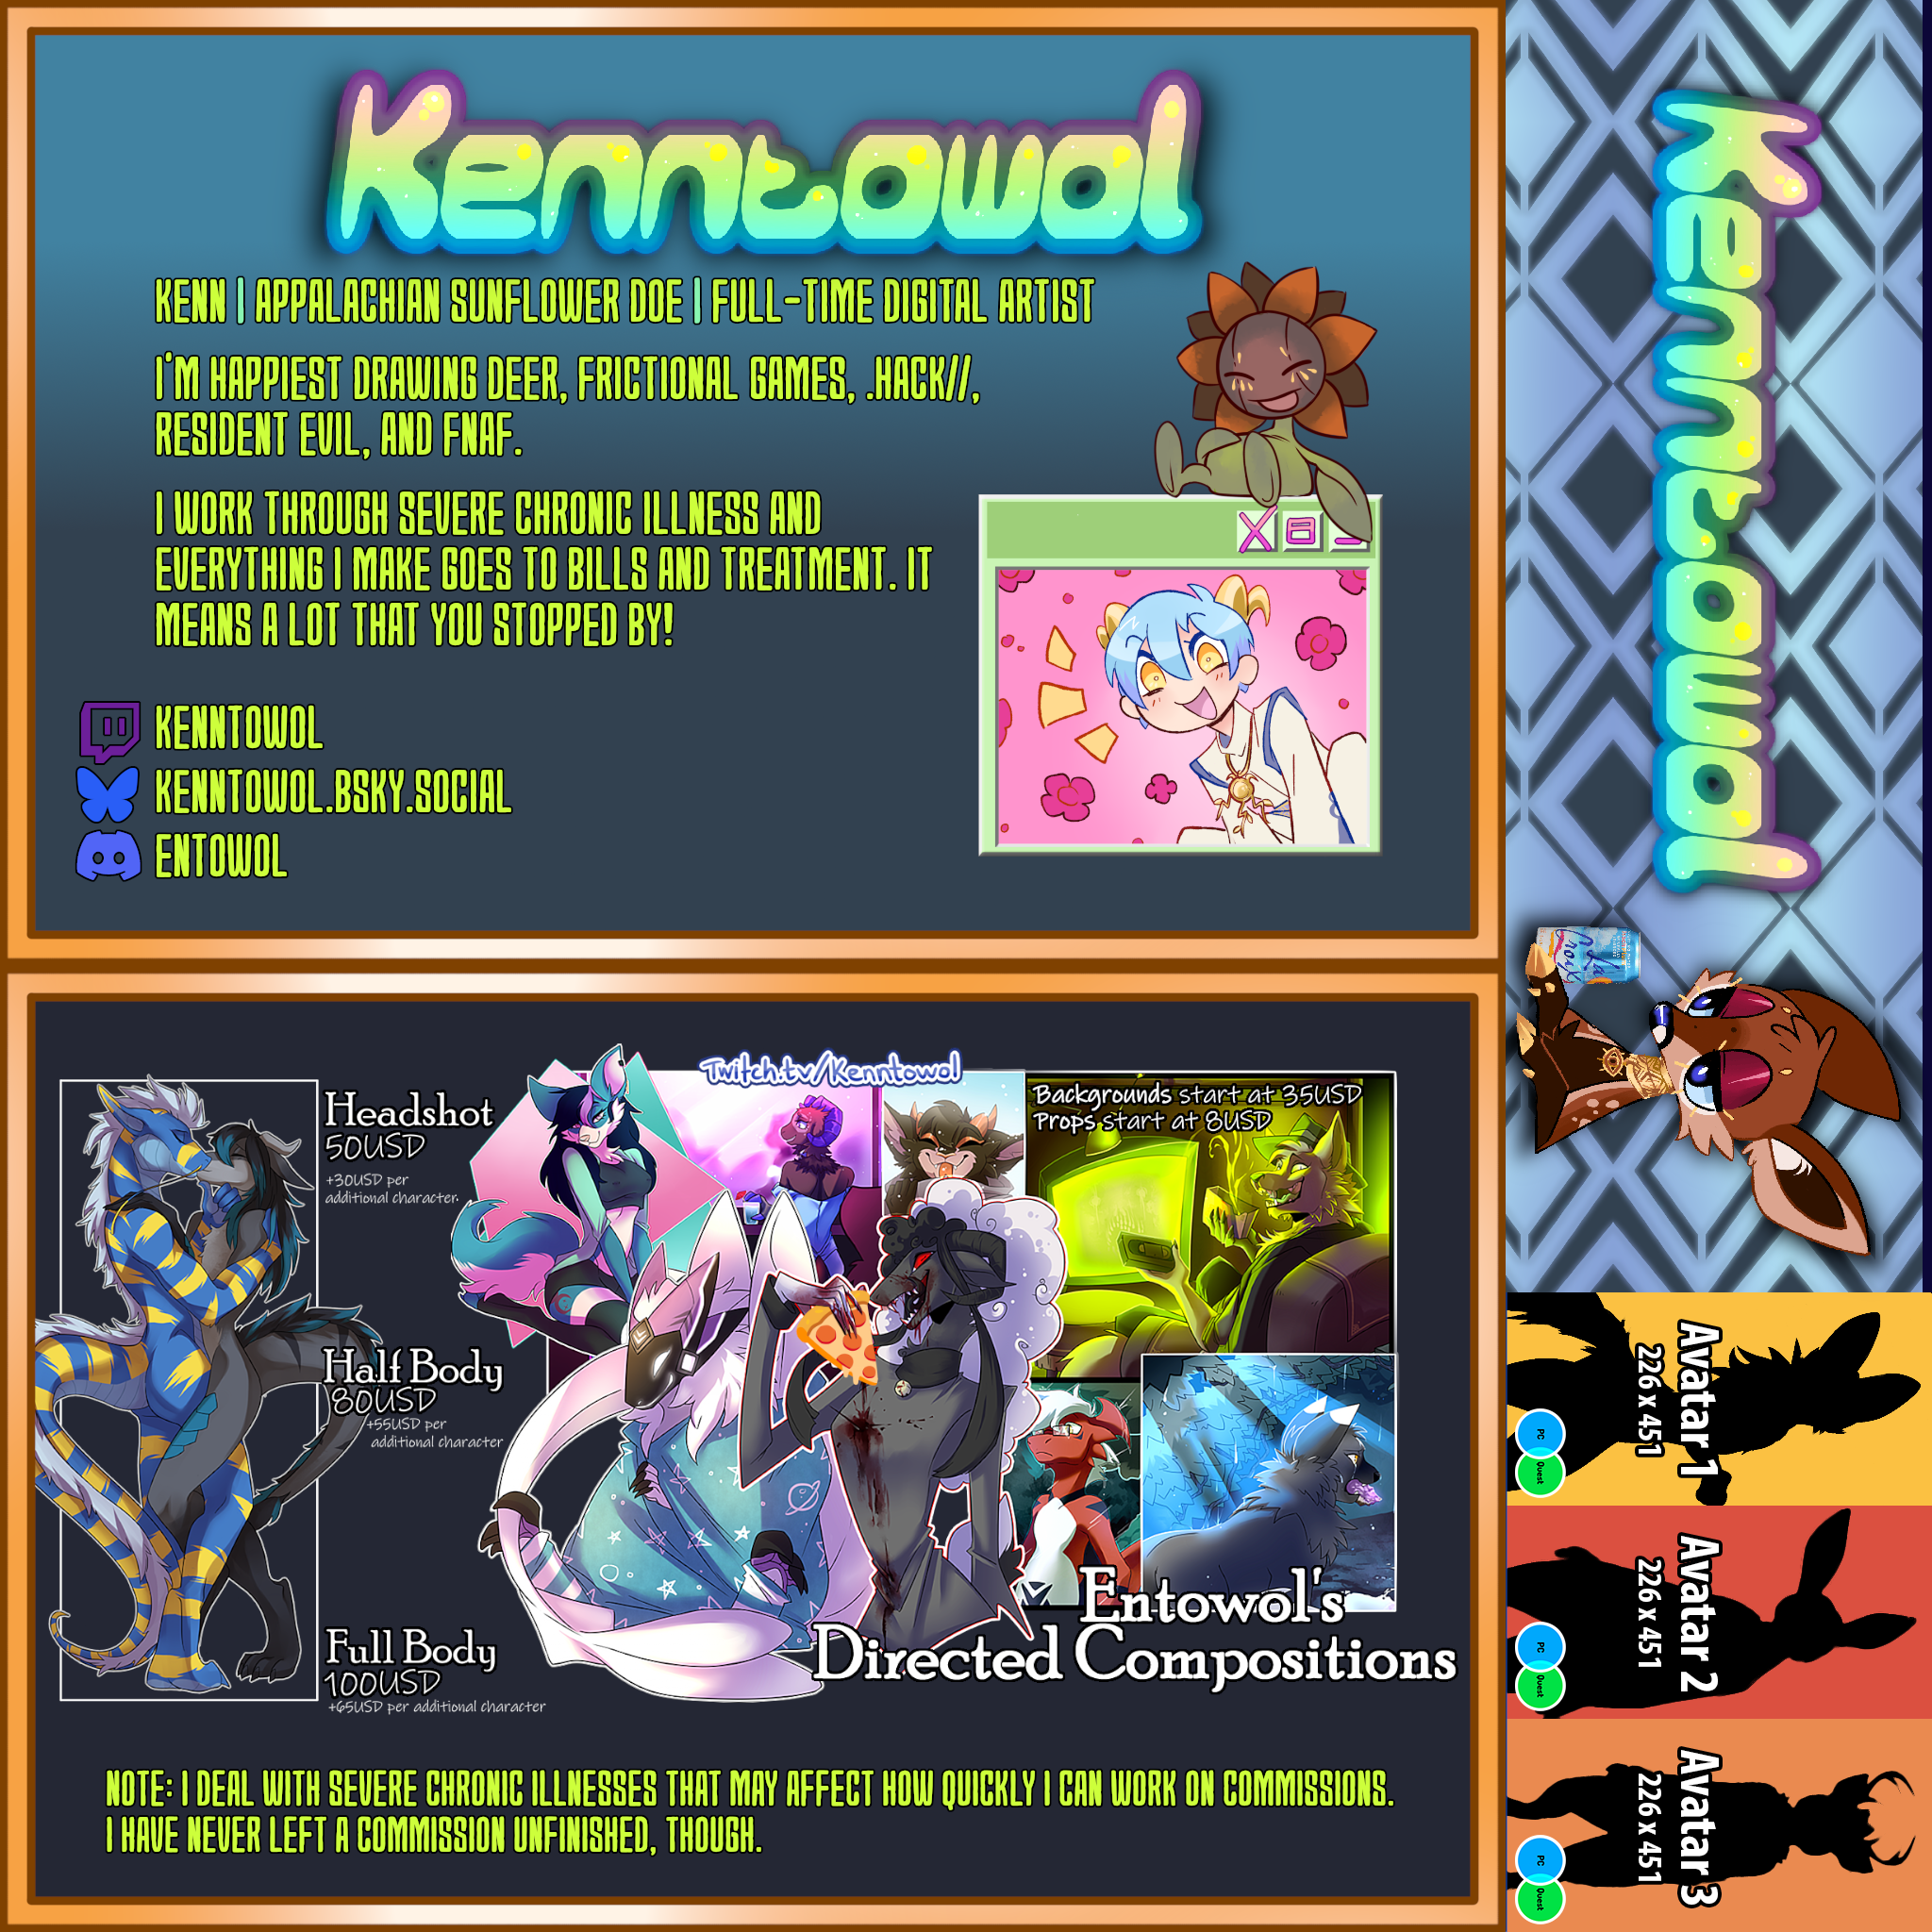 Kenntowol
KENN | APPALACHIAN SUNFLOWER DOE | FULL-TIME DIGITAL ARTIST
I'M HAPPIEST DRAWING DEER, FRICTIONAL GAMES, .HACK//,
RESIDENT EVIL, AND FNAF.
I WORK THROUGH SEVERE CHRONIC ILLNESS AND
EVERYTHING I MAKE GOES TO BILLS AND TREATMENT. IT
MEANS A LOT THAT YOU STOPPED BY!
KENNTOWOL
KENNTOWOL.BSKY.SOCIAL
ENTOWOL
Headshot
50USD
+30USD per
additional character.
Half Body
80USD
+55USD per
additional character
Full Body
100USD
+65USD per additional character
Twitch.tv/Kenntowol
Backgrounds start at 35USD
Props start at 8USD
Entowol's
Directed Compositions
NOTE: I DEAL WITH SEVERE CHRONIC ILLNESSES THAT MAY AFFECT HOW QUICKLY I CAN WORK ON COMMISSIONS.
I HAVE NEVER LEFT A COMMISSION UNFINISHED, THOUGH.
Kenntowol
La
Croix
Avatar 1
226 x 451
PC
Quest
Avatar 2
226 x 451
PC
Quest
Avatar 3
226 x 451
PC
Quest